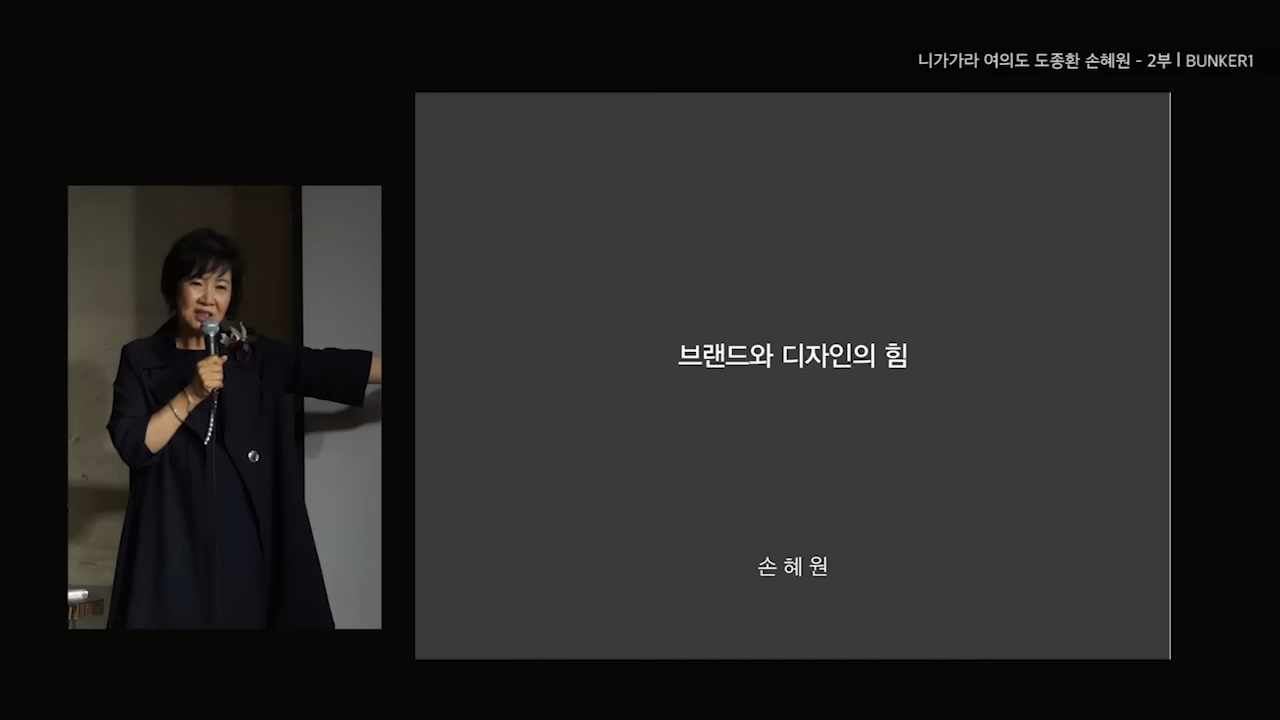 니가가라 여의도 도종환 손혜원 - 2부 | BUNKER1
브랜드와 디자인의 힘
손 혜 원